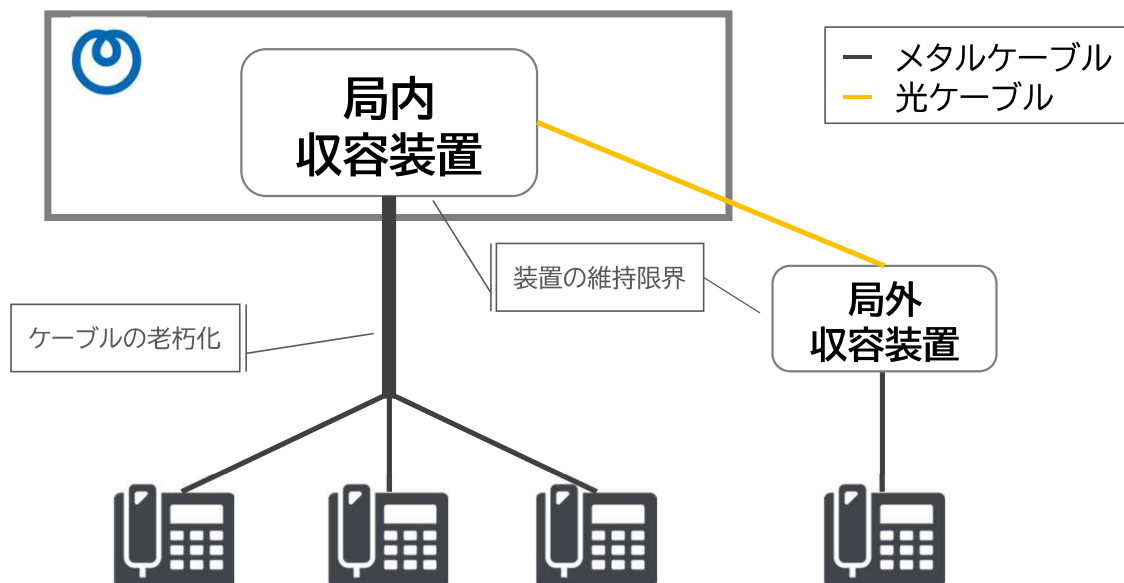 局内
収容装置
メタルケーブル
光ケーブル
装置の維持限界
局外
収容装置
ケーブルの老朽化